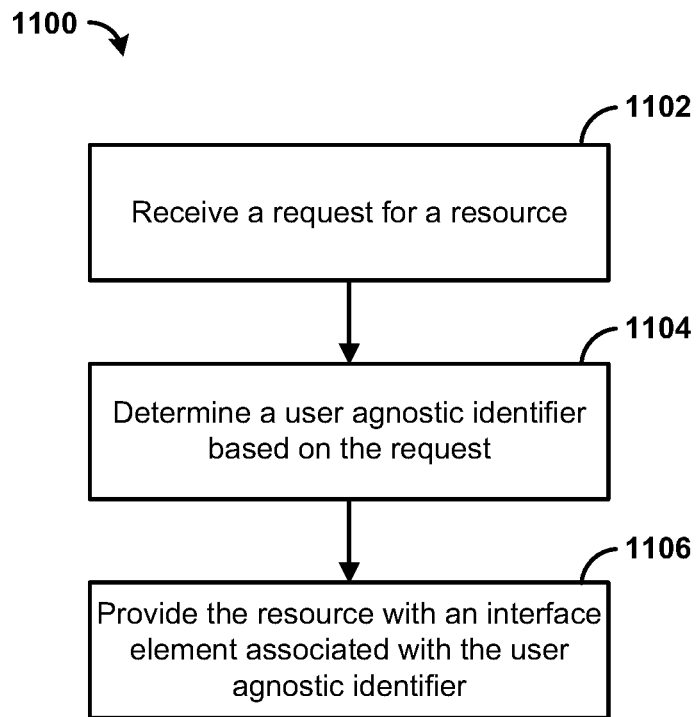 1100
1102
Receive a request for a resource
1104
Determine a user agnostic identifier
based on the request
1106
Provide the resource with an interface
element associated with the user
agnostic identifier